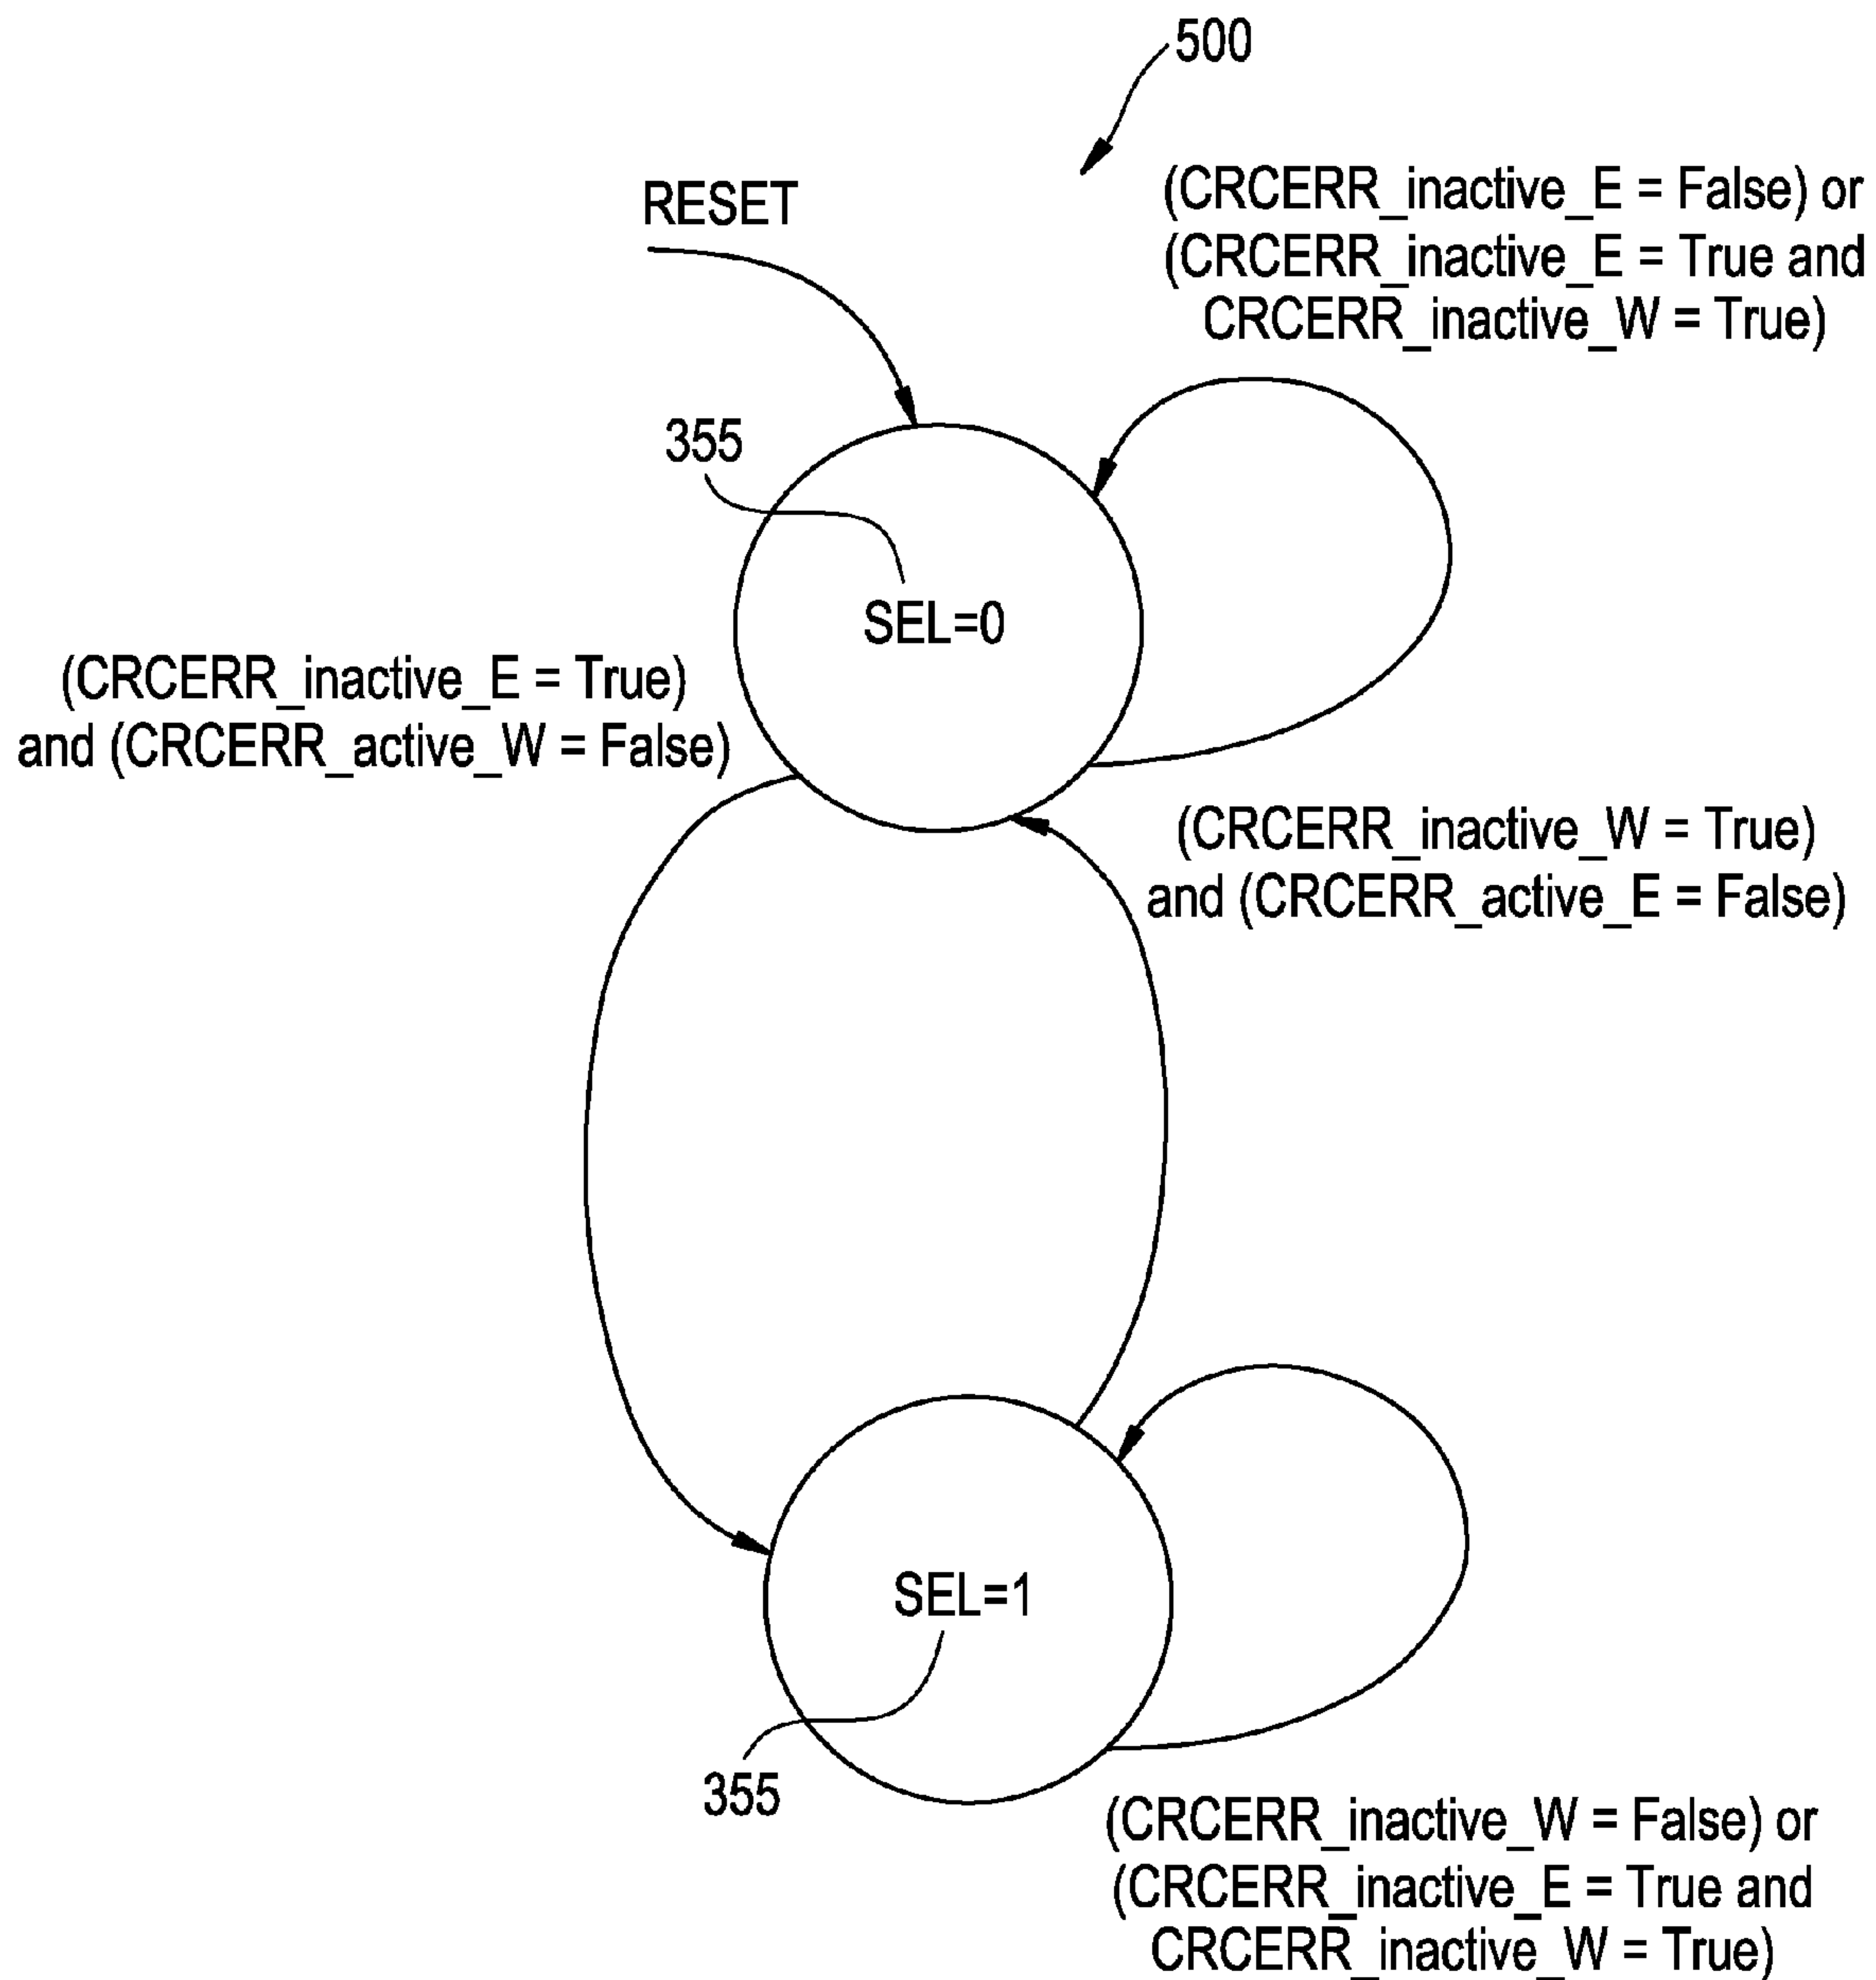 500
RESET
(CRCERR_inactive_E = False) or
(CRCERR_inactive_E = True and
CRCERR_inactive_W = True)
355
SEL=0
(CRCERR_inactive_E = True)
and (CRCERR_active_W = False)
(CRCERR_inactive_W = True)
and (CRCERR_active_E = False)
SEL=1
355
(CRCERR_inactive_W = False) or
(CRCERR_inactive_E = True and
CRCERR_inactive_W = True)